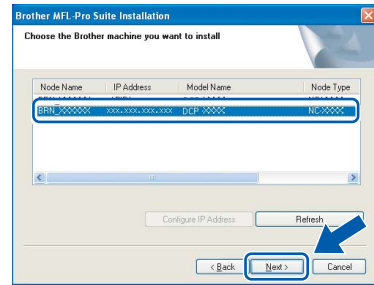 Brother MFL-Pro Suite Installation
Choose the Brother machine you want to install
Node Name IP Address Model Name Node Type
BRN_XXXXXX xxx.xxx.xxx.xxx DCP-XXXX NC-XXXX
Configure IP Address Refresh
< Back Next > Cancel